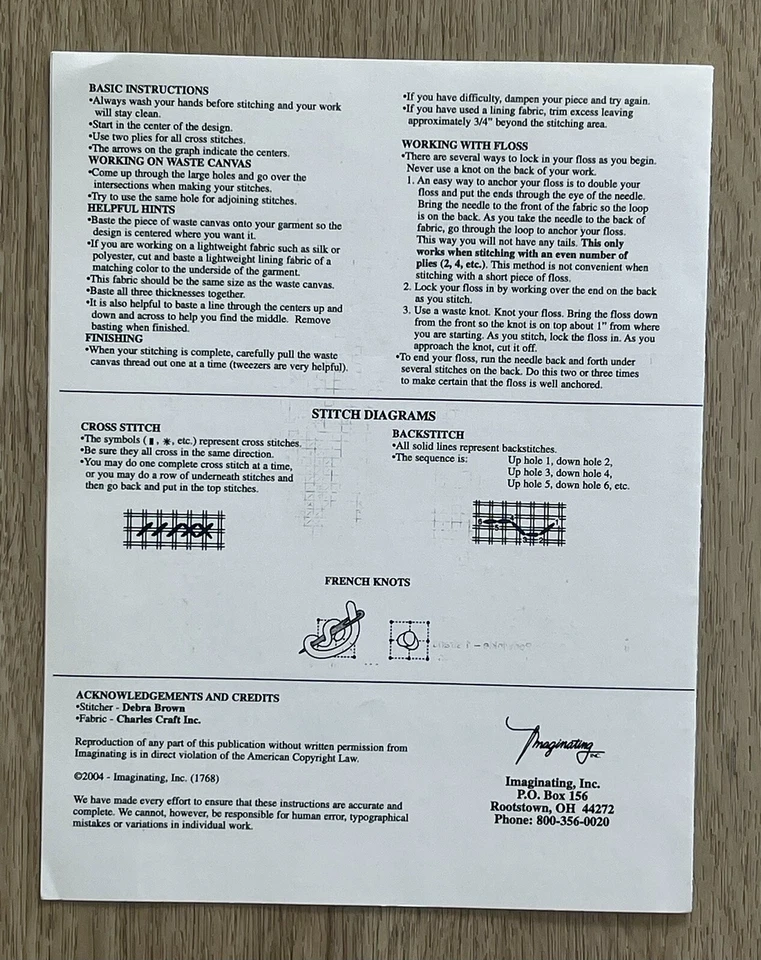 BASIC INSTRUCTIONS
•Always wash your hands before stitching and your work
will stay clean.
•Start in the center of the design.
•Use two plies for all cross stitches.
•The arrows on the graph indicate the centers.
WORKING ON WASTE CANVAS
•Come up through the large holes and go over the
intersections when making your stitches.
•Try to use the same hole for adjoining stitches.
HELPFUL HINTS
•Baste the piece of waste canvas onto your garment so the
design is centered where you want it.
•If you are working on a lightweight fabric such as silk or
polyester, cut and baste a lightweight lining fabric of a
matching color to the underside of the garment.
•This fabric should be the same size as the waste canvas.
•Baste all three thicknesses together.
•It is also helpful to baste a line through the centers up and
down and across to help you find the middle. Remove
basting when finished.
FINISHING
•When your stitching is complete, carefully pull the waste
canvas thread out one at a time (tweezers are very helpful).
•If you have difficulty, dampen your piece and try again.
•If you have used a lining fabric, trim excess leaving
approximately 3/4" beyond the stitching area.
WORKING WITH FLOSS
•There are several ways to lock in your floss as you begin.
Never use a knot on the back of your work.
1. An easy way to anchor your floss is to double your
floss and put the ends through the eye of the needle.
Bring the needle to the front of the fabric so the loop
is on the back. As you take the needle to the back of
fabric, go through the loop to anchor your floss.
This way you will not have any tails. This only
works when stitching with an even number of
plies (2, 4, etc.). This method is not convenient when
stitching with a short piece of floss.
2. Lock your floss in by working over the end on the back
as you stitch.
3. Use a waste knot. Knot your floss. Bring the floss down
from the front so the knot is on top about 1" from where
you are starting. As you stitch, lock the floss in. As you
approach the knot, cut it off.
•To end your floss, run the needle back and forth under
several stitches on the back. Do this two or three times
to make certain that the floss is well anchored.
STITCH DIAGRAMS
CROSS STITCH
•The symbols (▮, ✳, etc.) represent cross stitches.
•Be sure they all cross in the same direction.
•You may do one complete cross stitch at a time,
or you may do a row of underneath stitches and
then go back and put in the top stitches.
BACKSTITCH
•All solid lines represent backstitches.
•The sequence is: Up hole 1, down hole 2,
Up hole 3, down hole 4,
Up hole 5, down hole 6, etc.
FRENCH KNOTS
ACKNOWLEDGEMENTS AND CREDITS
•Stitcher - Debra Brown
•Fabric - Charles Craft Inc.
Reproduction of any part of this publication without written permission from
Imaginating is in direct violation of the American Copyright Law.
©2004 - Imaginating, Inc. (1768)
We have made every effort to ensure that these instructions are accurate and
complete. We cannot, however, be responsible for human error, typographical
mistakes or variations in individual work.
Imaginating INC.
Imaginating, Inc.
P.O. Box 156
Rootstown, OH 44272
Phone: 800-356-0020